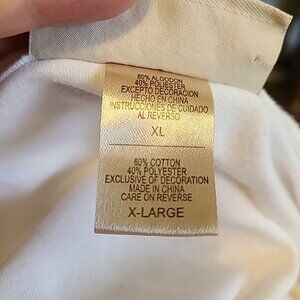 60% ALGODON
40% POLIESTER
EXCEPTO DECORACION
HECHO EN CHINA
INSTRUCCIONES DE CUIDADO
AL REVERSO
XL
60% COTTON
40% POLYESTER
EXCLUSIVE OF DECORATION
MADE IN CHINA
CARE ON REVERSE
X-LARGE